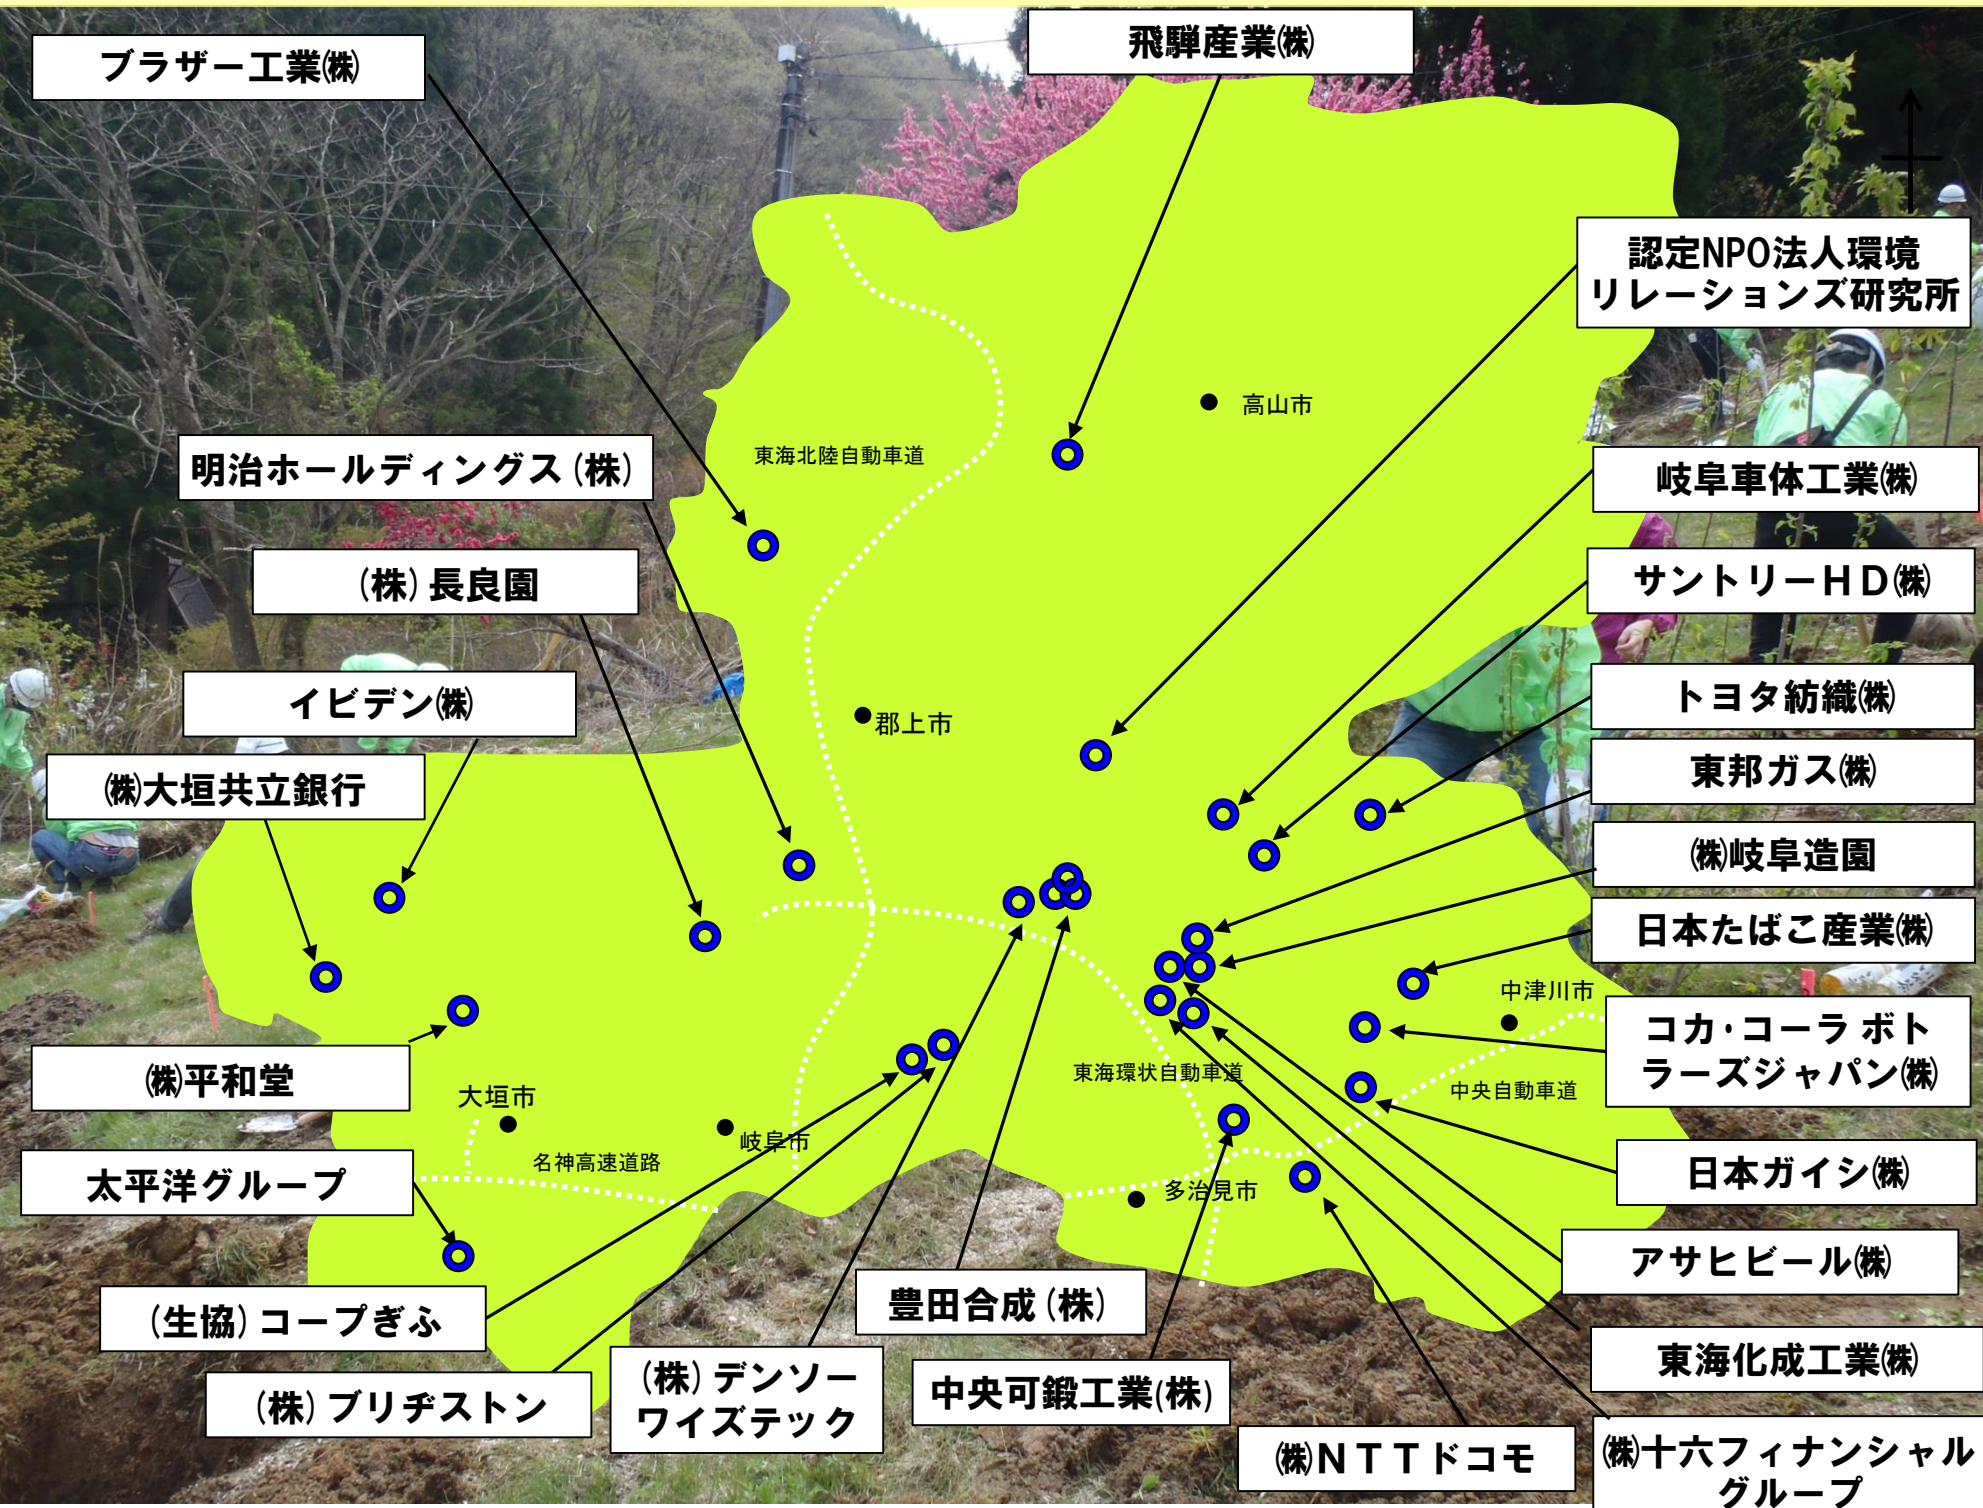 ブラザー工業㈱
飛騨産業㈱
認定NPO法人環境
リレーションズ研究所
高山市
東海北陸自動車道
明治ホールディングス(株)
岐阜車体工業㈱
(株)長良園
サントリーＨＤ㈱
イビデン㈱
トヨタ紡織㈱
郡上市
㈱大垣共立銀行
東邦ガス㈱
㈱岐阜造園
日本たばこ産業㈱
中津川市
コカ･コーラ ボト
ラーズジャパン㈱
㈱平和堂
大垣市
東海環状自動車道
中央自動車道
岐阜市
名神高速道路
太平洋グループ
多治見市
日本ガイシ㈱
アサヒビール㈱
(生協)コープぎふ
豊田合成(株)
東海化成工業㈱
(株)ブリヂストン
(株)デンソー
ワイズテック
中央可鍛工業(株)
㈱ＮＴＴドコモ
㈱十六フィナンシャル
グループ